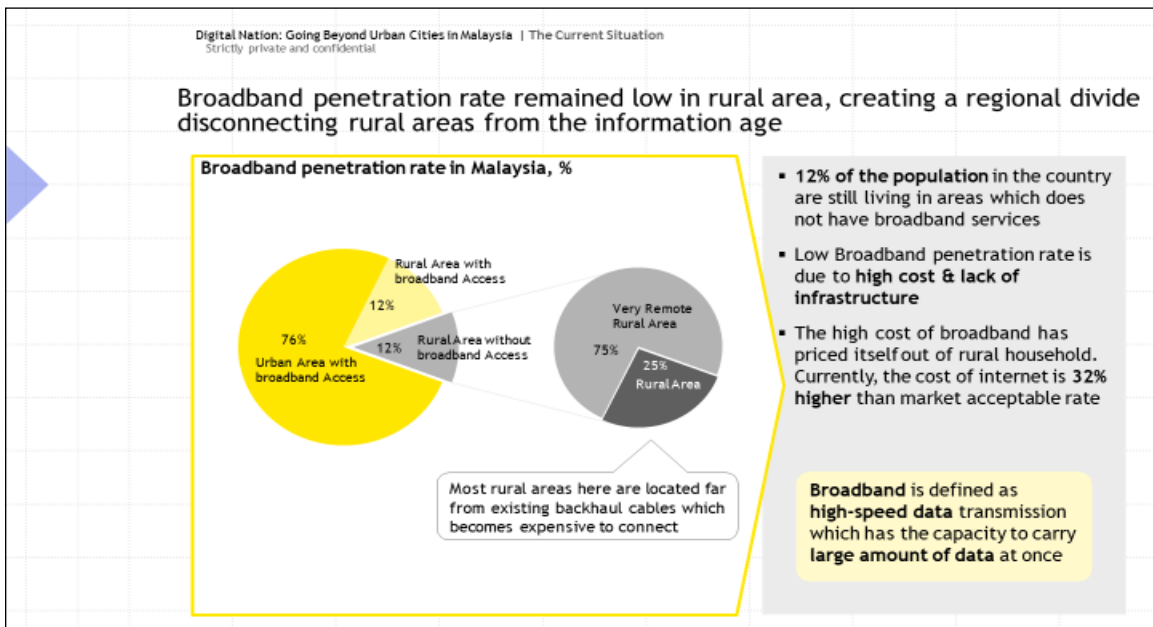 Digital Nation: Going Beyond Urban Cities in Malaysia | The Current Situation
Strictly private and confidential
Broadband penetration rate remained low in rural area, creating a regional divide
disconnecting rural areas from the information age
Broadband penetration rate in Malaysia, %
Rural Area with
broadband Access
12%
76%
Urban Area with
broadband Access
12%
Rural Area without
broadband Access
Very Remote
Rural Area
75%
25%
Rural Area
Most rural areas here are located far
from existing backhaul cables which
becomes expensive to connect
▪ 12% of the population in the country
are still living in areas which does
not have broadband services
▪ Low Broadband penetration rate is
due to high cost & lack of
infrastructure
▪ The high cost of broadband has
priced itself out of rural household.
Currently, the cost of internet is 32%
higher than market acceptable rate
Broadband is defined as
high-speed data transmission
which has the capacity to carry
large amount of data at once